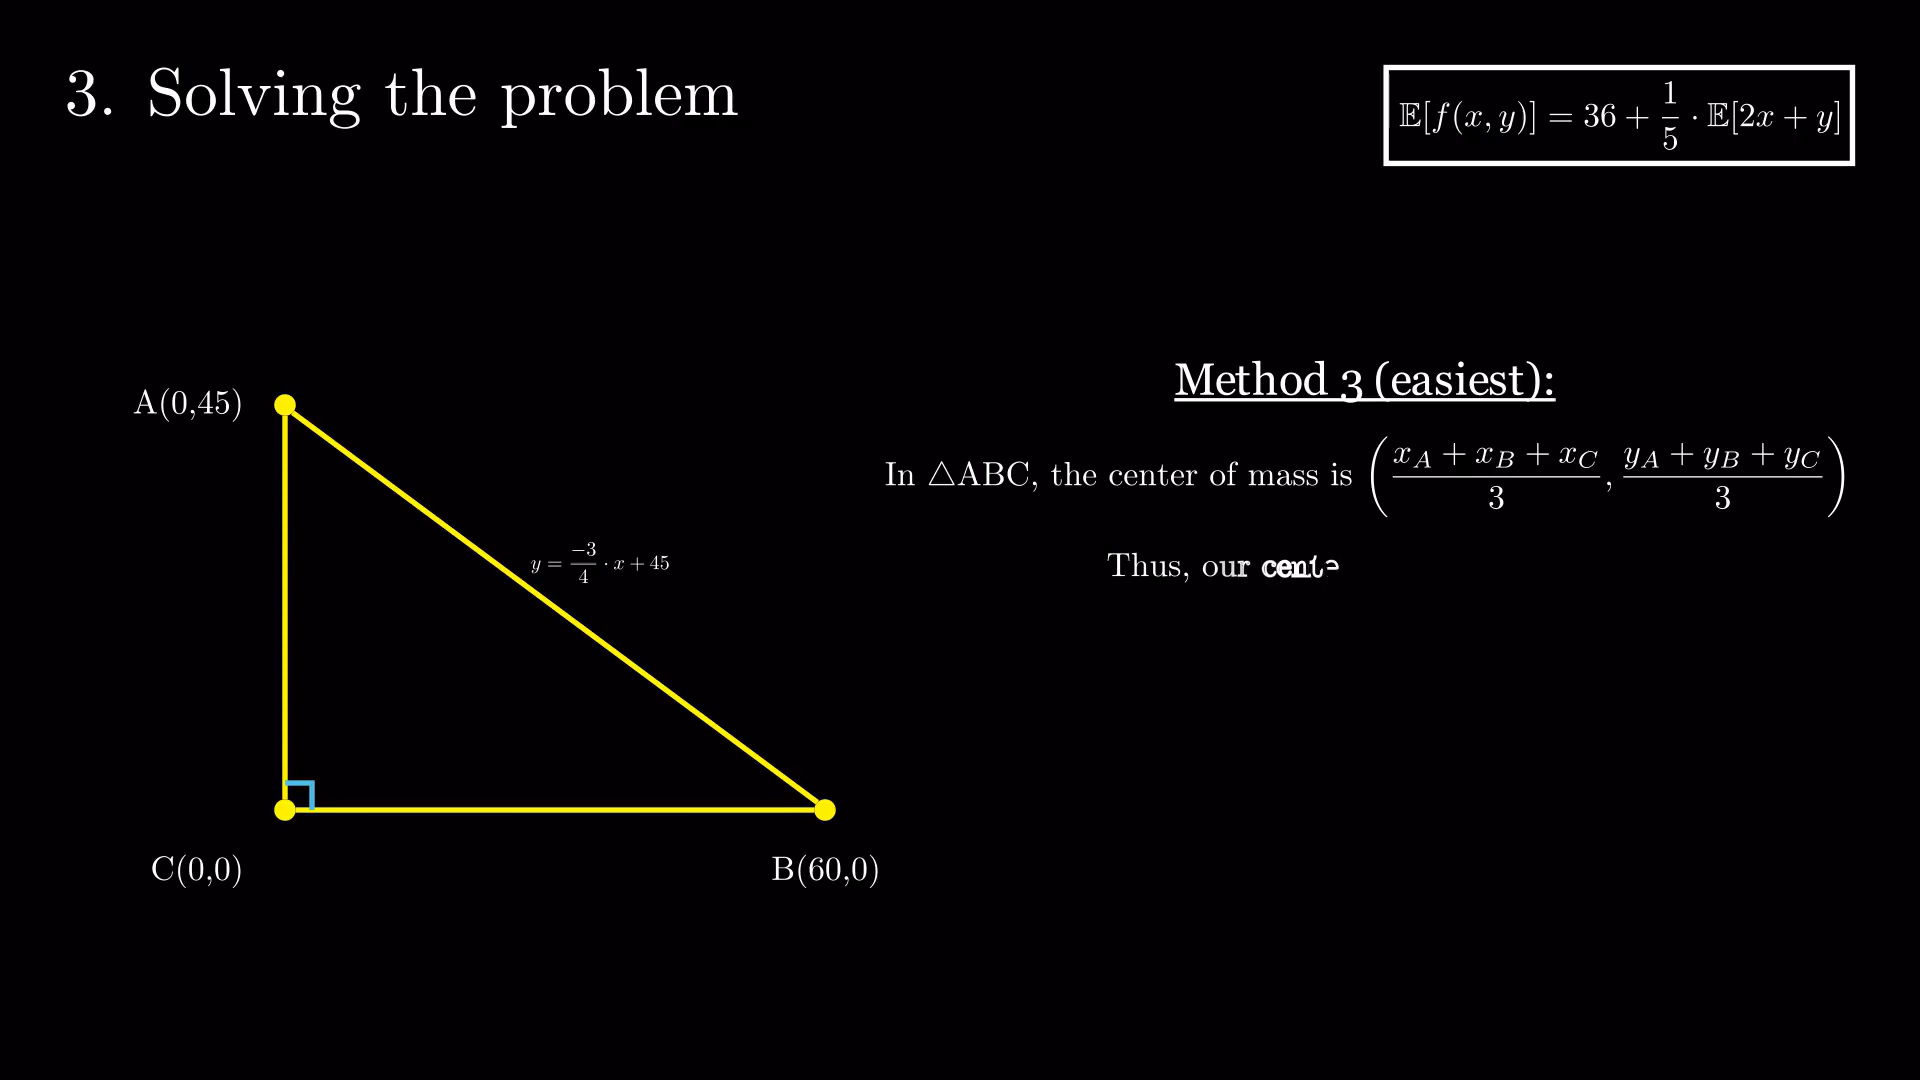 3. Solving the problem
𝔼[f(x, y)] = 36 + 1/5 · 𝔼[2x + y]
Method 3 (easiest):
A(0,45)
In △ABC, the center of mass is ((x_A + x_B + x_C)/3, (y_A + y_B + y_C)/3)
y = −3/4 · x + 45
Thus, our
C(0,0)
B(60,0)